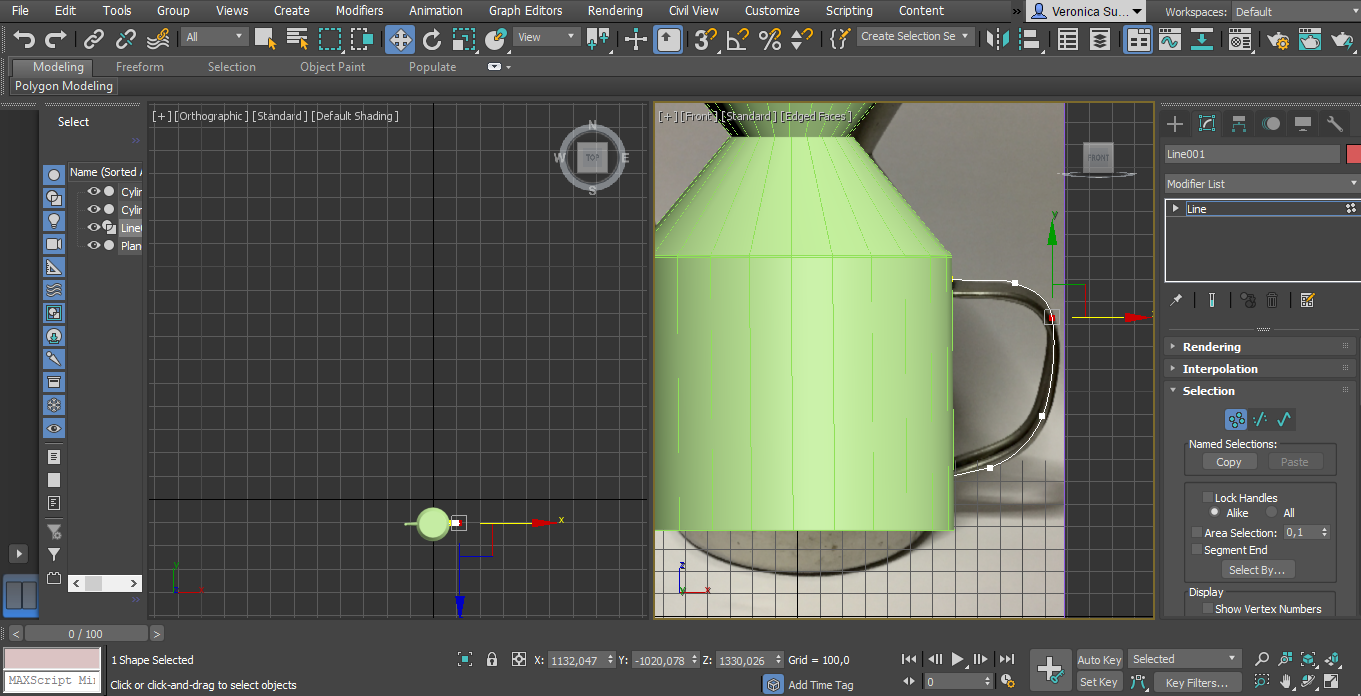 File Edit Tools Group Views Create Modifiers Animation Graph Editors Rendering Civil View Customize Scripting Content » Veronica Su... Workspaces: Default
All View 3 Create Selection Se
Modeling Freeform Selection Object Paint Populate
Polygon Modeling
Select
Name (Sorted A
Cylin
Cylin
Line
Plan
[+] [Orthographic] [Standard] [Default Shading]
N
W TOP E
S
x
y
z
[+] [Front] [Standard] [Edged Faces]
FRONT
y
z
y x
Line001
Modifier List
Line
Rendering
Interpolation
Selection
Named Selections:
Copy Paste
Lock Handles
Alike All
Area Selection: 0,1
Segment End
Select By...
Display
Show Vertex Numbers
< 0 / 100 >
1 Shape Selected X: 1132,047 Y: -1020,078 Z: 1330,026 Grid = 100,0 Auto Key Selected
MAXScript Mi
Click or click-and-drag to select objects Add Time Tag 0 Set Key Key Filters...